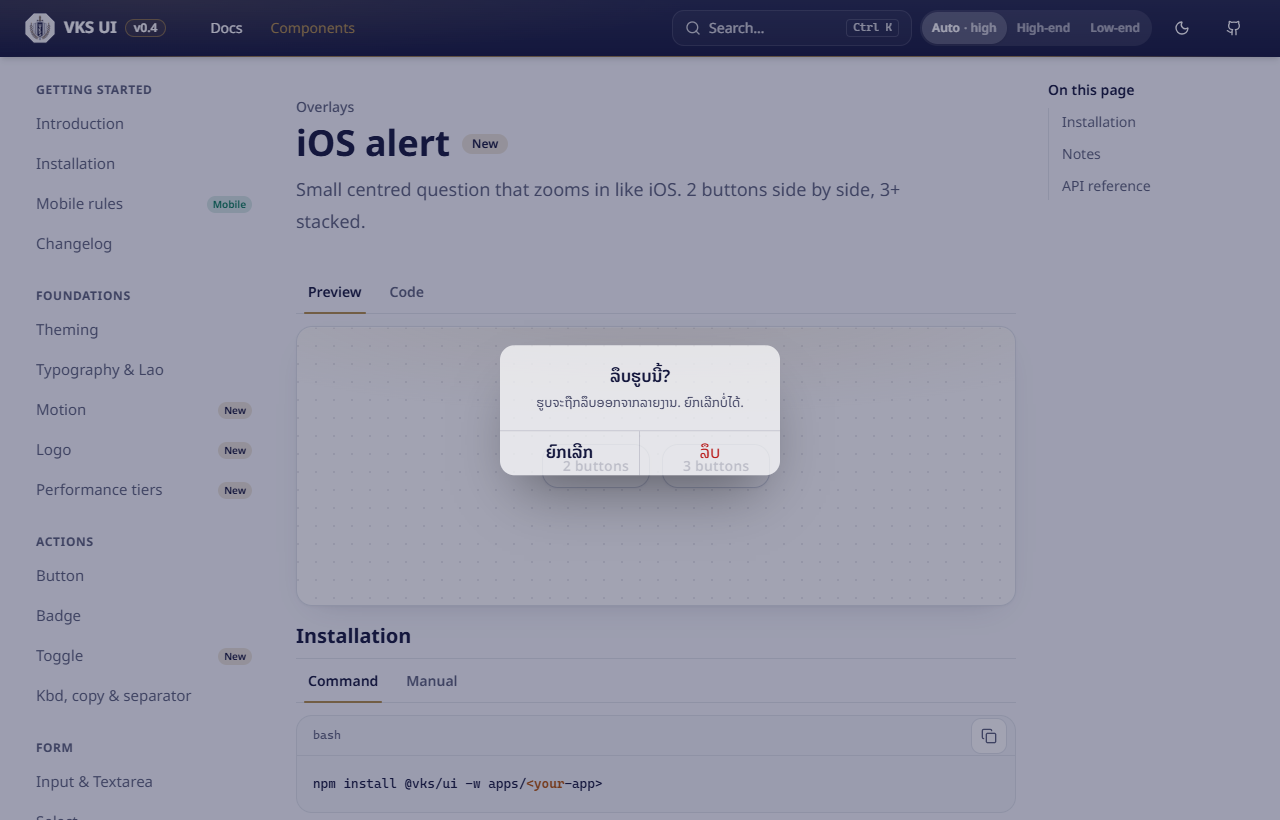 VKS UI v0.4 Docs Components Search... Ctrl K Auto · high High-end Low-end
GETTING STARTED
Introduction
Installation
Mobile rules Mobile
Changelog
FOUNDATIONS
Theming
Typography & Lao
Motion New
Logo New
Performance tiers New
ACTIONS
Button
Badge
Toggle New
Kbd, copy & separator
FORM
Input & Textarea
Select
Overlays
iOS alert New
Small centred question that zooms in like iOS. 2 buttons side by side, 3+
stacked.
Preview Code
ລຶບຮູບນີ້?
ຮູບຈະຖືກລຶບອອກຈາກລາຍງານ. ຍົກເລີກບໍ່ໄດ້.
ຍົກເລີກ ລຶບ
2 buttons 3 buttons
Installation
Command Manual
bash
npm install @vks/ui -w apps/<your-app>
On this page
Installation
Notes
API reference